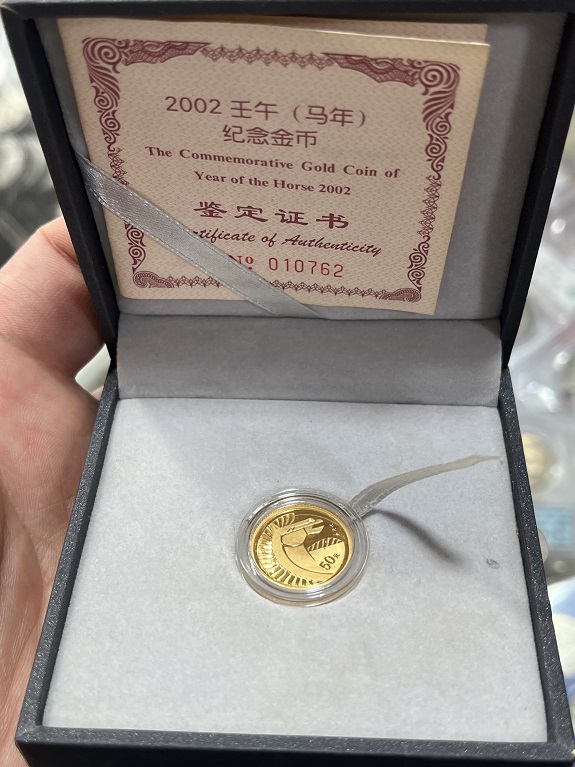 2002 壬午（马年）
纪念金币
The Commemorative Gold Coin of
Year of the Horse 2002
鉴定证书
ertificate of Authenticity
№ 010762
50元